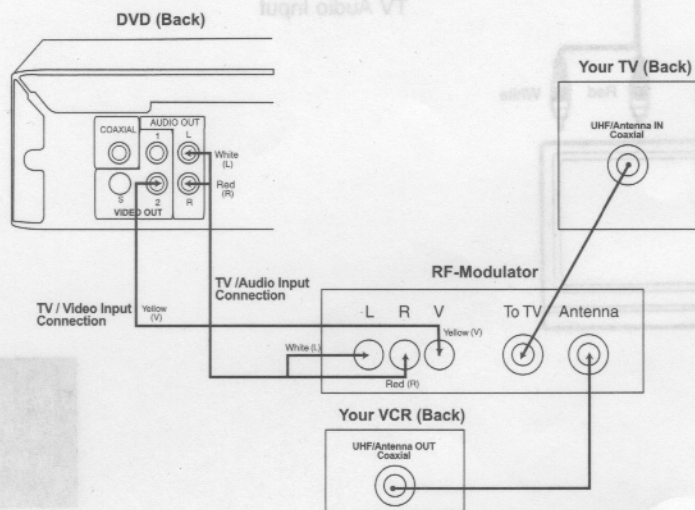 TV Audio Input
DVD (Back)
Your TV (Back)
White
Red
COAXIAL
AUDIO OUT
1
L
UHF/Antenna IN
Coaxial
White
(L)
Red
(R)
S
2
R
VIDEO OUT
RF-Modulator
TV /Audio Input
Connection
TV / Video Input
Connection
Yellow
(V)
L R V To TV Antenna
Yellow (V)
White (L)
Red (R)
Your VCR (Back)
UHF/Antenna OUT
Coaxial